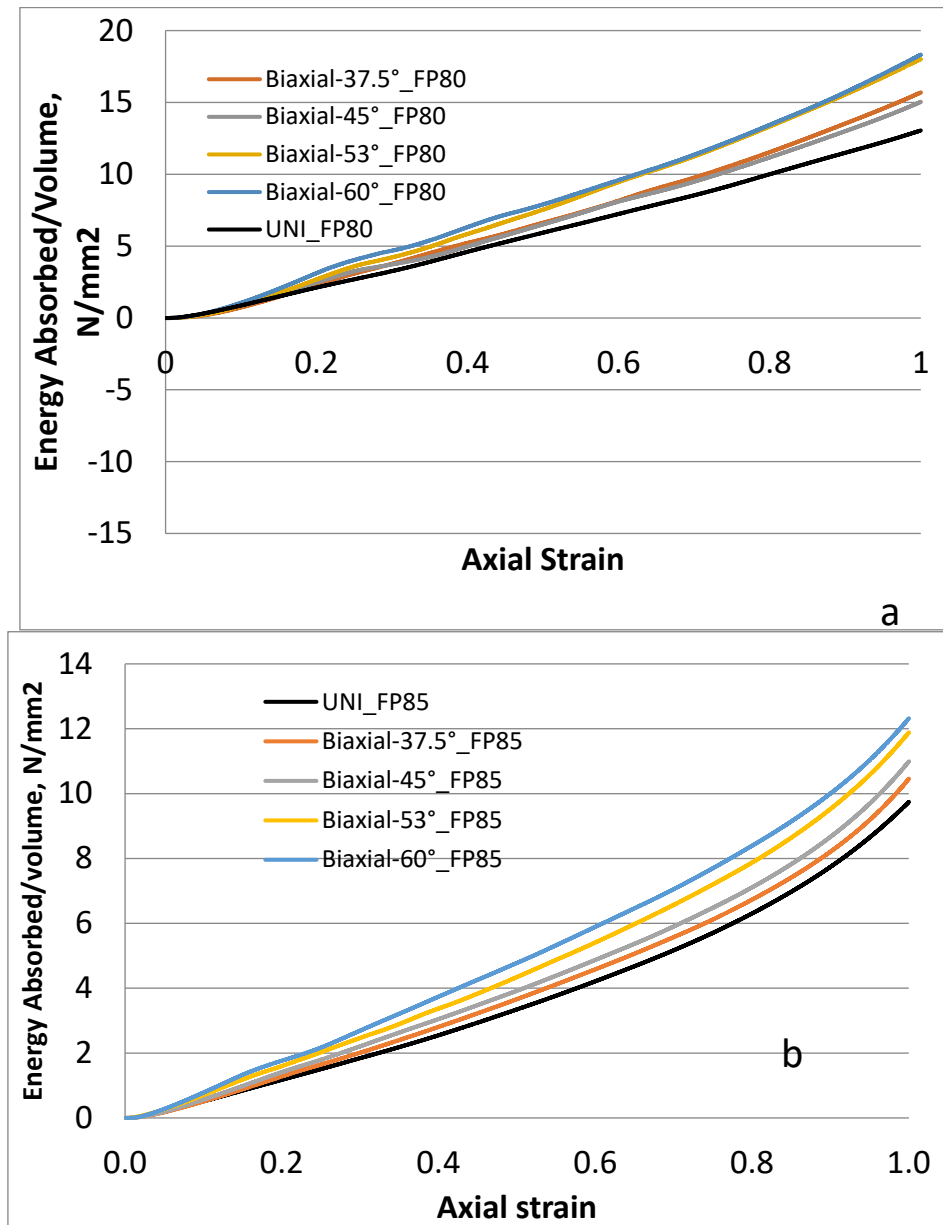 Energy Absorbed/Volume,
N/mm2
20
15
10
5
0
-5
-10
-15
Biaxial-37.5°_FP80
Biaxial-45°_FP80
Biaxial-53°_FP80
Biaxial-60°_FP80
UNI_FP80
0 0.2 0.4 0.6 0.8 1
Axial Strain
a
Energy Absorbed/volume, N/mm2
14
12
10
8
6
4
2
0
UNI_FP85
Biaxial-37.5°_FP85
Biaxial-45°_FP85
Biaxial-53°_FP85
Biaxial-60°_FP85
b
0.0 0.2 0.4 0.6 0.8 1.0
Axial strain